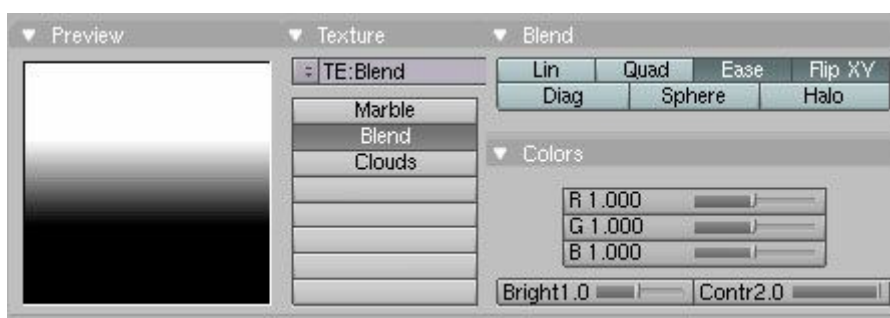 Preview
Texture
Blend
TE:Blend
Lin Quad Ease Flip XY
Diag Sphere Halo
Marble
Blend
Clouds
Colors
R 1.000
G 1.000
B 1.000
Bright1.0 Contr2.0